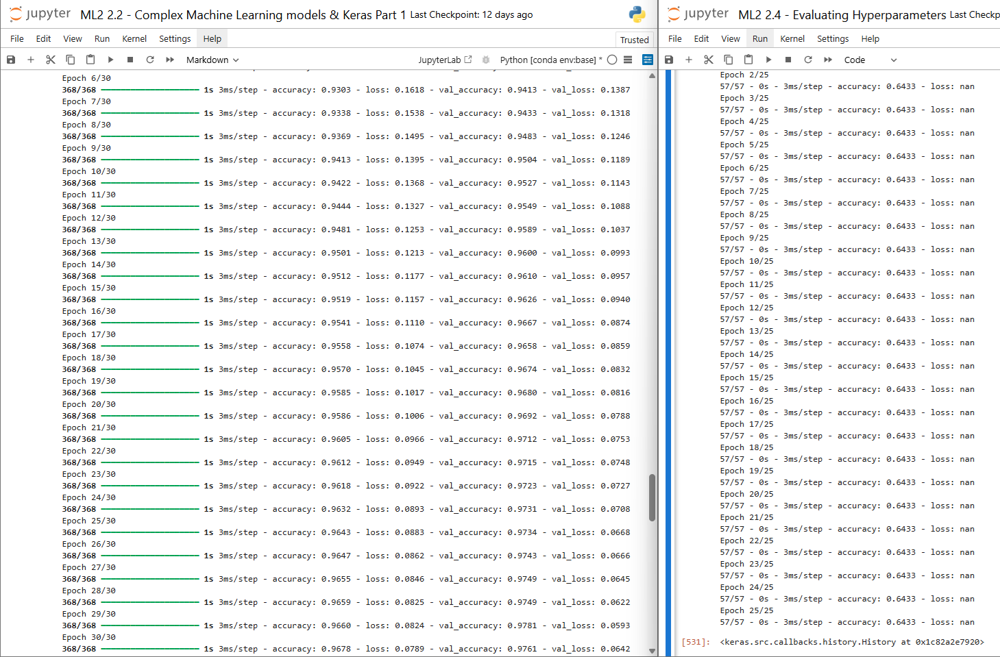 jupyter ML2 2.2 - Complex Machine Learning models & Keras Part 1 Last Checkpoint: 12 days ago
File Edit View Run Kernel Settings Help Trusted
Markdown JupyterLab Python [conda env:base] *
Epoch 6/30
368/368 1s 3ms/step - accuracy: 0.9303 - loss: 0.1618 - val_accuracy: 0.9413 - val_loss: 0.1387
Epoch 7/30
368/368 1s 3ms/step - accuracy: 0.9338 - loss: 0.1538 - val_accuracy: 0.9433 - val_loss: 0.1318
Epoch 8/30
368/368 1s 3ms/step - accuracy: 0.9369 - loss: 0.1495 - val_accuracy: 0.9483 - val_loss: 0.1246
Epoch 9/30
368/368 1s 3ms/step - accuracy: 0.9413 - loss: 0.1395 - val_accuracy: 0.9504 - val_loss: 0.1189
Epoch 10/30
368/368 1s 3ms/step - accuracy: 0.9422 - loss: 0.1368 - val_accuracy: 0.9527 - val_loss: 0.1143
Epoch 11/30
368/368 1s 3ms/step - accuracy: 0.9444 - loss: 0.1327 - val_accuracy: 0.9549 - val_loss: 0.1088
Epoch 12/30
368/368 1s 3ms/step - accuracy: 0.9481 - loss: 0.1253 - val_accuracy: 0.9589 - val_loss: 0.1037
Epoch 13/30
368/368 1s 3ms/step - accuracy: 0.9501 - loss: 0.1213 - val_accuracy: 0.9600 - val_loss: 0.0993
Epoch 14/30
368/368 1s 3ms/step - accuracy: 0.9512 - loss: 0.1177 - val_accuracy: 0.9610 - val_loss: 0.0957
Epoch 15/30
368/368 1s 3ms/step - accuracy: 0.9519 - loss: 0.1157 - val_accuracy: 0.9626 - val_loss: 0.0940
Epoch 16/30
368/368 1s 3ms/step - accuracy: 0.9541 - loss: 0.1110 - val_accuracy: 0.9667 - val_loss: 0.0874
Epoch 17/30
368/368 1s 3ms/step - accuracy: 0.9558 - loss: 0.1074 - val_accuracy: 0.9658 - val_loss: 0.0859
Epoch 18/30
368/368 1s 3ms/step - accuracy: 0.9570 - loss: 0.1045 - val_accuracy: 0.9674 - val_loss: 0.0832
Epoch 19/30
368/368 1s 3ms/step - accuracy: 0.9585 - loss: 0.1017 - val_accuracy: 0.9680 - val_loss: 0.0816
Epoch 20/30
368/368 1s 3ms/step - accuracy: 0.9586 - loss: 0.1006 - val_accuracy: 0.9692 - val_loss: 0.0788
Epoch 21/30
368/368 1s 3ms/step - accuracy: 0.9605 - loss: 0.0966 - val_accuracy: 0.9712 - val_loss: 0.0753
Epoch 22/30
368/368 1s 3ms/step - accuracy: 0.9612 - loss: 0.0949 - val_accuracy: 0.9715 - val_loss: 0.0748
Epoch 23/30
368/368 1s 3ms/step - accuracy: 0.9618 - loss: 0.0922 - val_accuracy: 0.9723 - val_loss: 0.0727
Epoch 24/30
368/368 1s 3ms/step - accuracy: 0.9632 - loss: 0.0893 - val_accuracy: 0.9731 - val_loss: 0.0708
Epoch 25/30
368/368 1s 3ms/step - accuracy: 0.9643 - loss: 0.0883 - val_accuracy: 0.9734 - val_loss: 0.0668
Epoch 26/30
368/368 1s 3ms/step - accuracy: 0.9647 - loss: 0.0862 - val_accuracy: 0.9743 - val_loss: 0.0666
Epoch 27/30
368/368 1s 3ms/step - accuracy: 0.9655 - loss: 0.0846 - val_accuracy: 0.9749 - val_loss: 0.0645
Epoch 28/30
368/368 1s 3ms/step - accuracy: 0.9659 - loss: 0.0825 - val_accuracy: 0.9749 - val_loss: 0.0622
Epoch 29/30
368/368 1s 3ms/step - accuracy: 0.9660 - loss: 0.0824 - val_accuracy: 0.9781 - val_loss: 0.0593
Epoch 30/30
368/368 1s 3ms/step - accuracy: 0.9678 - loss: 0.0789 - val_accuracy: 0.9761 - val_loss: 0.0642
jupyter ML2 2.4 - Evaluating Hyperparameters Last Checkp
File Edit View Run Kernel Settings Help
Code
Epoch 2/25
57/57 - 0s - 3ms/step - accuracy: 0.6433 - loss: nan
Epoch 3/25
57/57 - 0s - 3ms/step - accuracy: 0.6433 - loss: nan
Epoch 4/25
57/57 - 0s - 3ms/step - accuracy: 0.6433 - loss: nan
Epoch 5/25
57/57 - 0s - 3ms/step - accuracy: 0.6433 - loss: nan
Epoch 6/25
57/57 - 0s - 3ms/step - accuracy: 0.6433 - loss: nan
Epoch 7/25
57/57 - 0s - 3ms/step - accuracy: 0.6433 - loss: nan
Epoch 8/25
57/57 - 0s - 3ms/step - accuracy: 0.6433 - loss: nan
Epoch 9/25
57/57 - 0s - 3ms/step - accuracy: 0.6433 - loss: nan
Epoch 10/25
57/57 - 0s - 3ms/step - accuracy: 0.6433 - loss: nan
Epoch 11/25
57/57 - 0s - 3ms/step - accuracy: 0.6433 - loss: nan
Epoch 12/25
57/57 - 0s - 3ms/step - accuracy: 0.6433 - loss: nan
Epoch 13/25
57/57 - 0s - 3ms/step - accuracy: 0.6433 - loss: nan
Epoch 14/25
57/57 - 0s - 3ms/step - accuracy: 0.6433 - loss: nan
Epoch 15/25
57/57 - 0s - 3ms/step - accuracy: 0.6433 - loss: nan
Epoch 16/25
57/57 - 0s - 3ms/step - accuracy: 0.6433 - loss: nan
Epoch 17/25
57/57 - 0s - 3ms/step - accuracy: 0.6433 - loss: nan
Epoch 18/25
57/57 - 0s - 3ms/step - accuracy: 0.6433 - loss: nan
Epoch 19/25
57/57 - 0s - 3ms/step - accuracy: 0.6433 - loss: nan
Epoch 20/25
57/57 - 0s - 3ms/step - accuracy: 0.6433 - loss: nan
Epoch 21/25
57/57 - 0s - 3ms/step - accuracy: 0.6433 - loss: nan
Epoch 22/25
57/57 - 0s - 3ms/step - accuracy: 0.6433 - loss: nan
Epoch 23/25
57/57 - 0s - 3ms/step - accuracy: 0.6433 - loss: nan
Epoch 24/25
57/57 - 0s - 3ms/step - accuracy: 0.6433 - loss: nan
Epoch 25/25
57/57 - 0s - 3ms/step - accuracy: 0.6433 - loss: nan
[531]: <keras.src.callbacks.history.History at 0x1c82a2e7920>